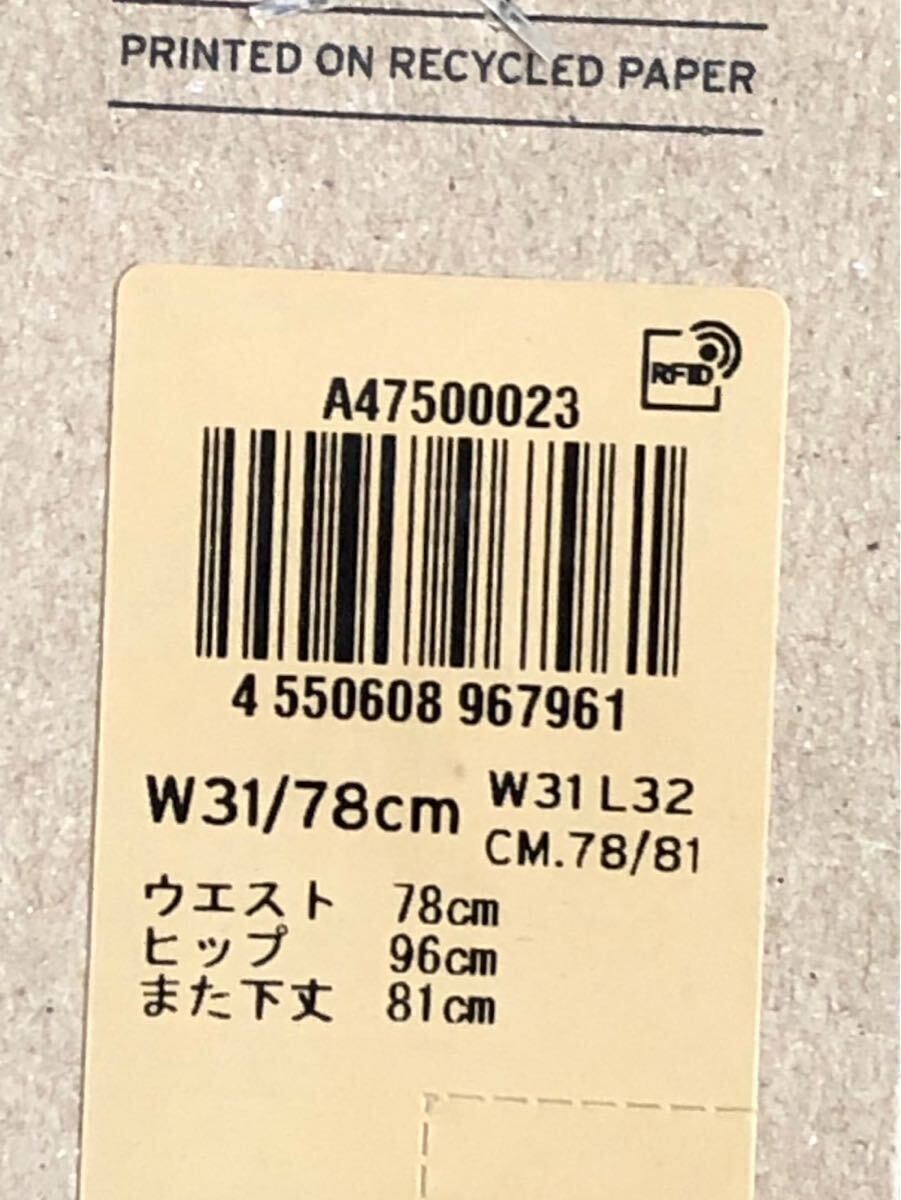 PRINTED ON RECYCLED PAPER
RFID
A47500023
4 550608 967961
W31/78cm
W31 L32
CM.78/81
ウエスト 78cm
ヒップ 96cm
また下丈 81cm